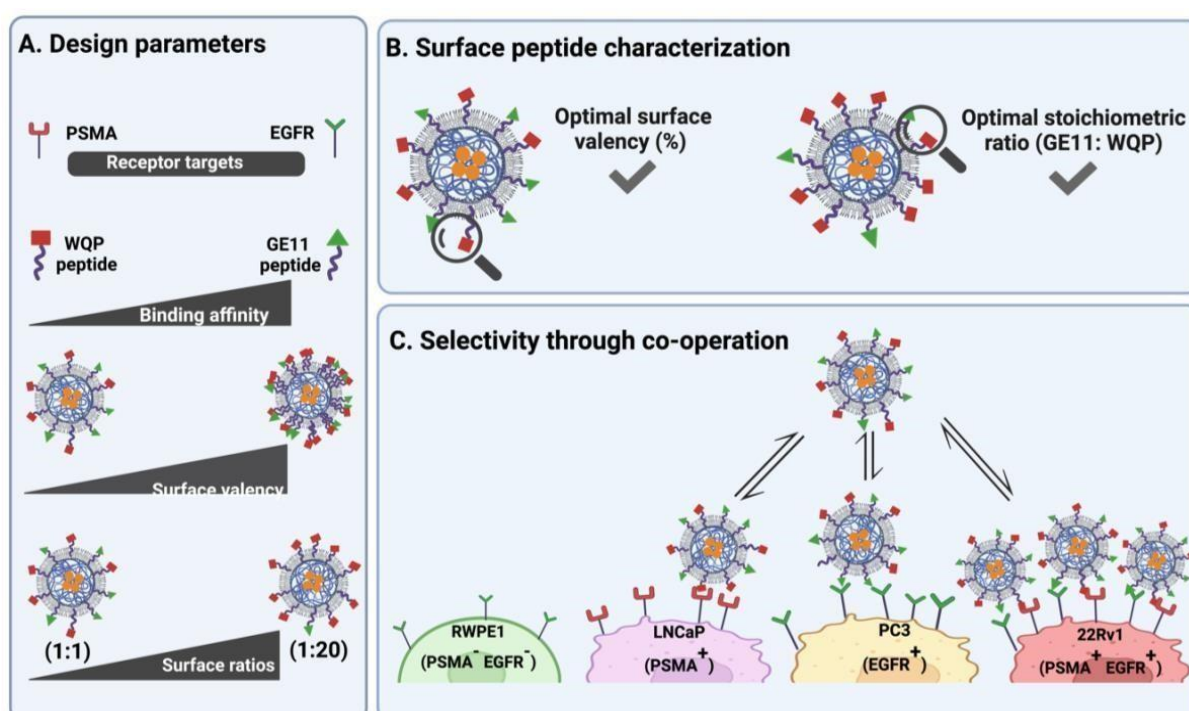 A. Design parameters
PSMA
EGFR
Receptor targets
WQP
peptide
GE11
peptide
Binding affinity
Surface valency
(1:1)
(1:20)
Surface ratios
B. Surface peptide characterization
Optimal surface
valency (%)
Optimal stoichiometric
ratio (GE11: WQP)
C. Selectivity through co-operation
RWPE1
(PSMA⁻ EGFR⁻)
LNCaP
(PSMA⁺)
PC3
(EGFR⁺)
22Rv1
(PSMA⁺ EGFR⁺)